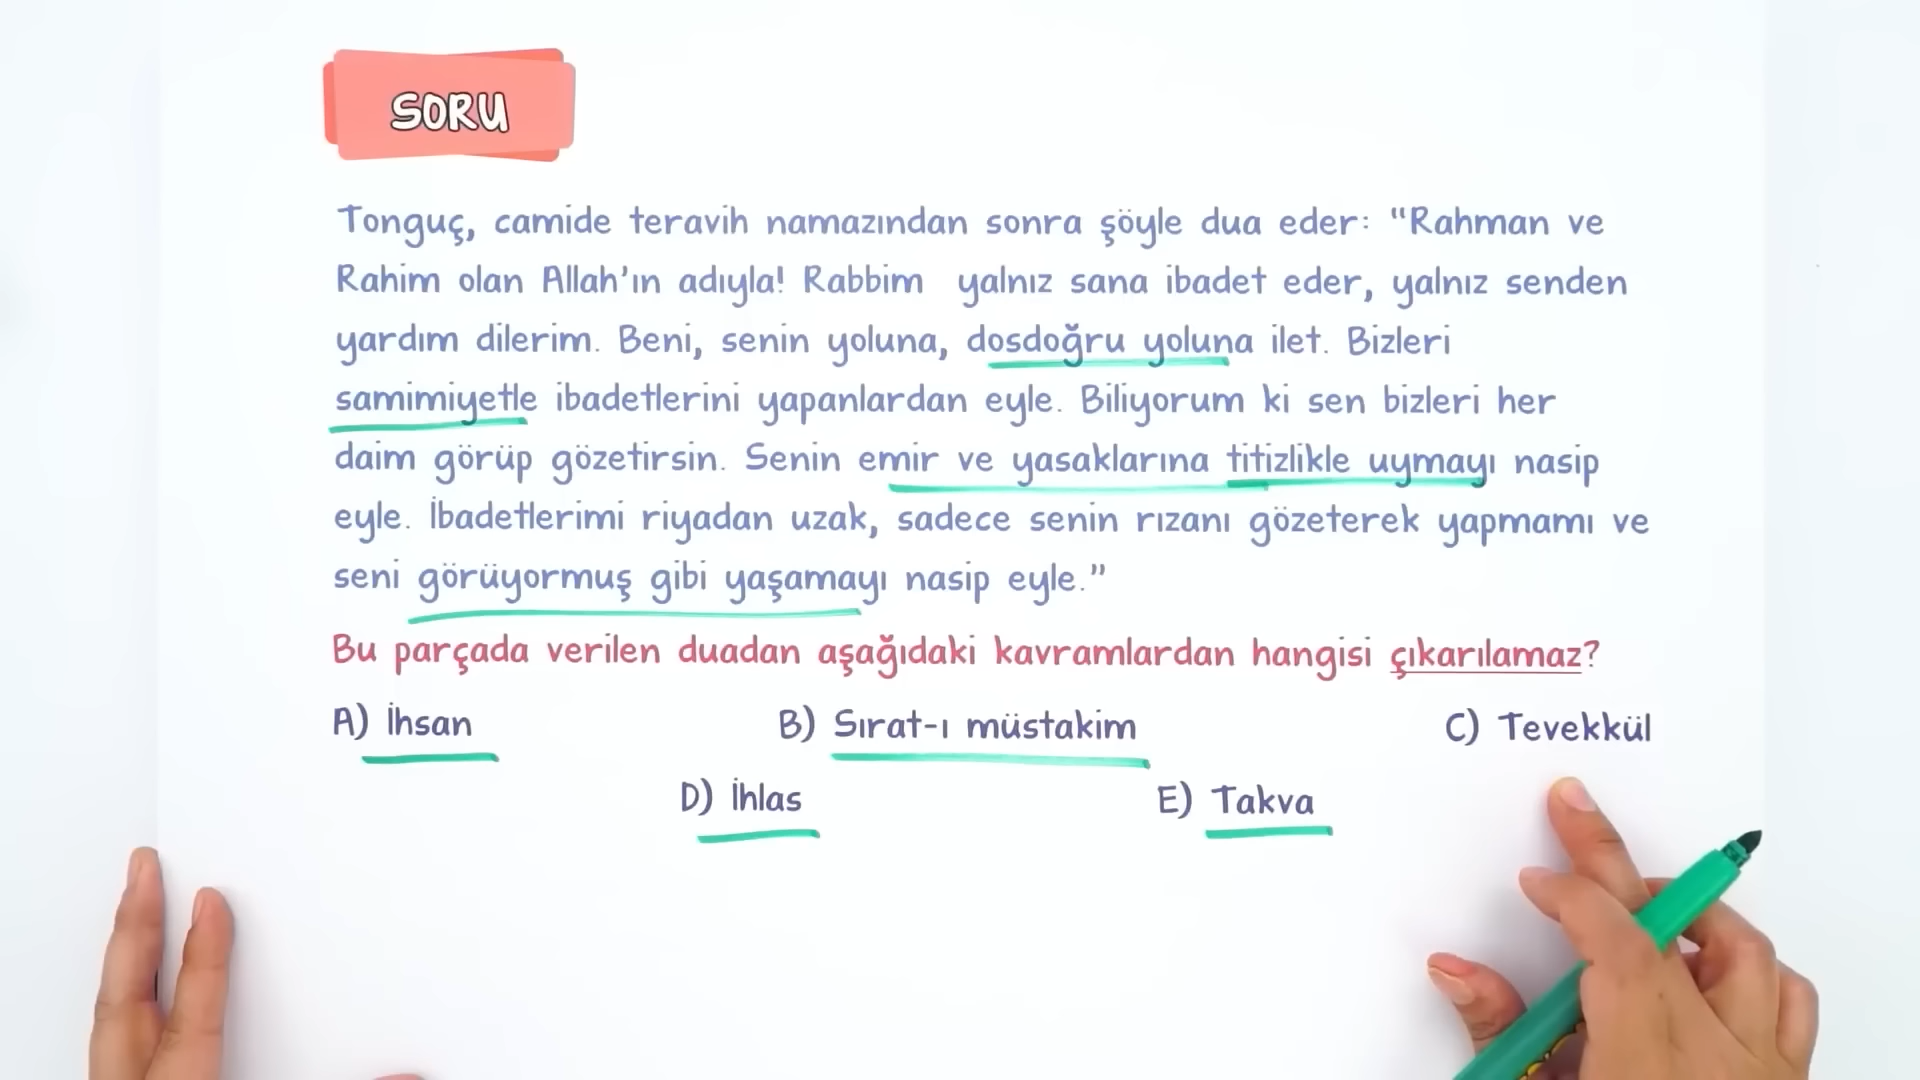 SORU
Tonguç, camide teravih namazından sonra şöyle dua eder: “Rahman ve
Rahim olan Allah’ın adıyla! Rabbim yalnız sana ibadet eder, yalnız senden
yardım dilerim. Beni, senin yoluna, dosdoğru yoluna ilet. Bizleri
samimiyetle ibadetlerini yapanlardan eyle. Biliyorum ki sen bizleri her
daim görüp gözetirsin. Senin emir ve yasaklarına titizlikle uymayı nasip
eyle. İbadetlerimi riyadan uzak, sadece senin rızanı gözeterek yapmamı ve
seni görüyormuş gibi yaşamayı nasip eyle.”
Bu parçada verilen duadan aşağıdaki kavramlardan hangisi çıkarılamaz?
A) İhsan B) Sırat-ı müstakim C) Tevekkül
D) İhlas E) Takva